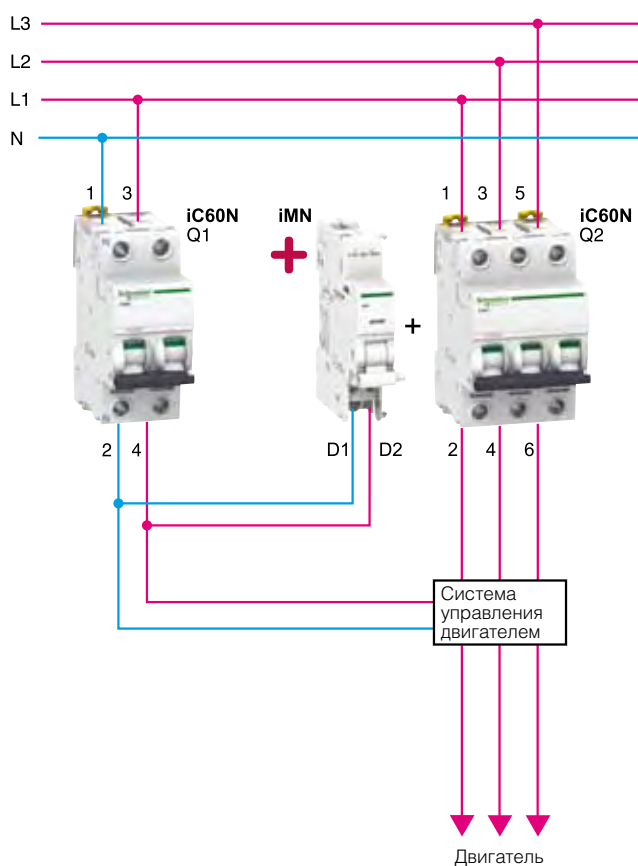 L3
L2
L1
N
1 3
iC60N
Q1
iMN
+
+
1 3 5
iC60N
Q2
Schneider
2 4
D1 D2
2 4 6
Система
управления
двигателем
Двигатель